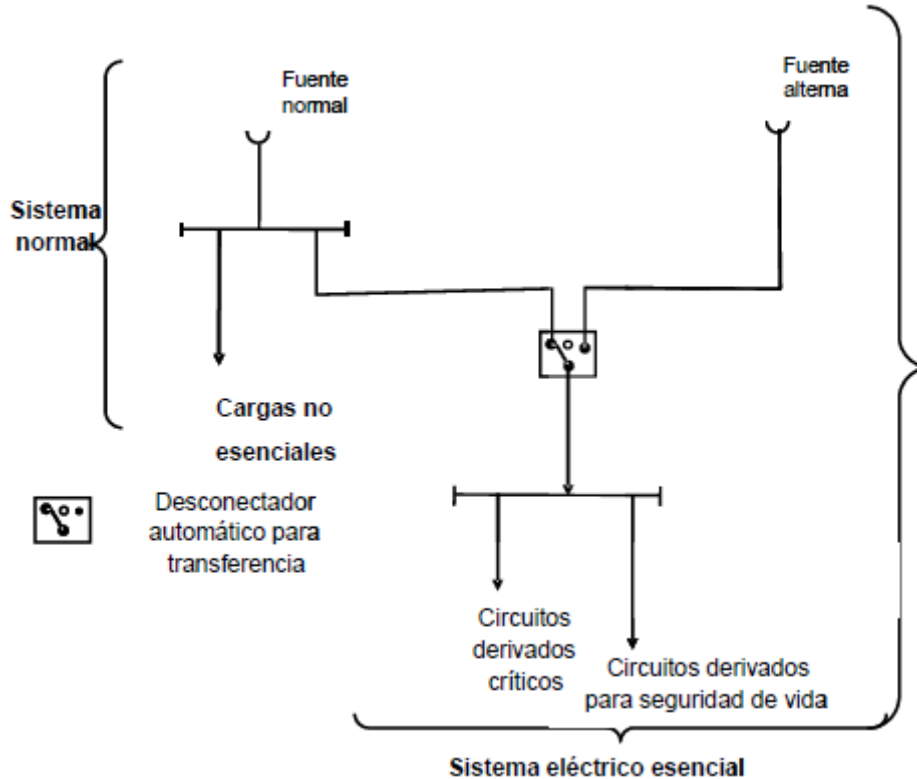 Fuente
normal
Fuente
alterna
Sistema
normal
Cargas no
esenciales
Desconectador
automático para
transferencia
Circuitos
derivados
críticos
Circuitos derivados
para seguridad de vida
Sistema eléctrico esencial